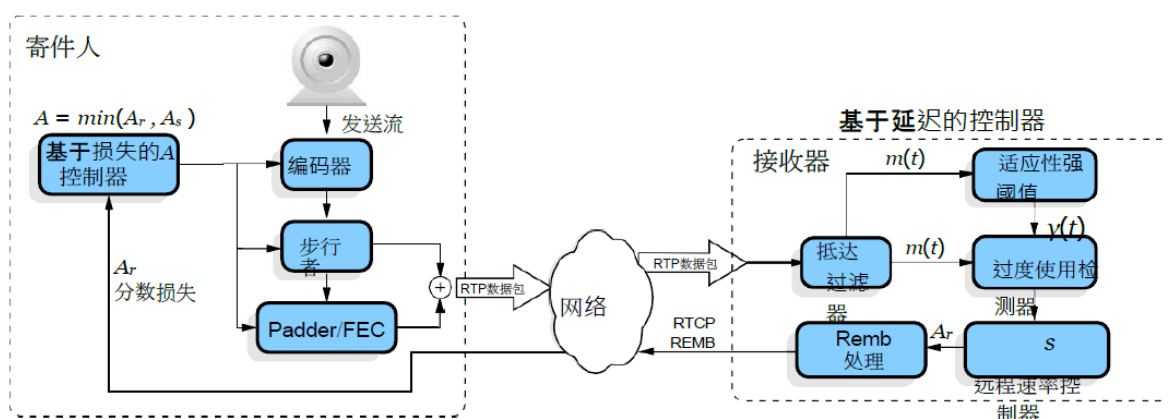 寄件人
A = min(Ar , As )
基于损失的A
控制器
发送流
编码器
步行
者
Padder/FEC
Ar
分数损失
+
RTP数据包
网络
RTP数据包
RTCP
REMB
基于延迟的控制器
接收器
m(t)
适应性强
阈值
γ(t)
抵达
过滤
器
m(t)
过度使用检
测器
Remb
处理
Ar
s
远程速率控
制器